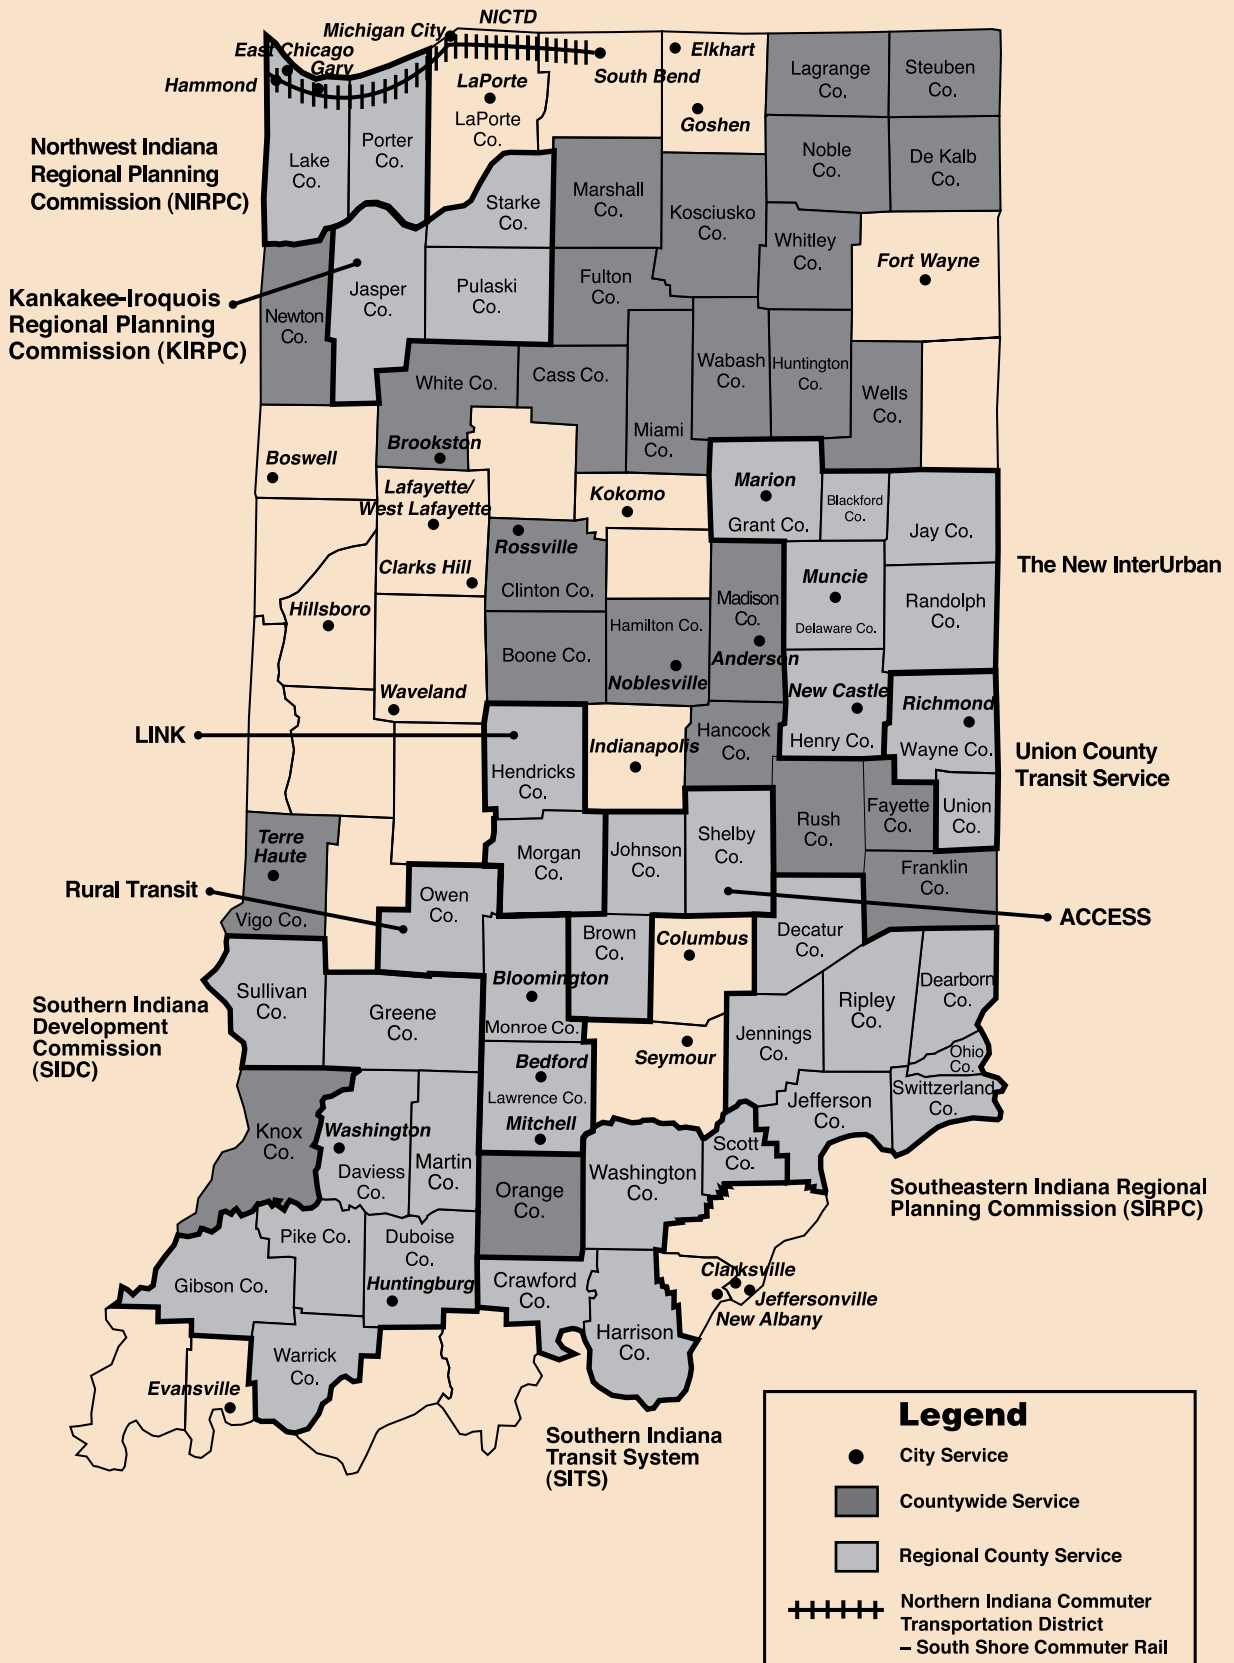 NICTD
Michigan City
East Chicago
Gary
Hammond
Elkhart
South Bend
LaPorte
LaPorte
Co.
Goshen
Lagrange
Co.
Steuben
Co.
Northwest Indiana
Regional Planning
Commission (NIRPC)
Lake
Co.
Porter
Co.
Starke
Co.
Marshall
Co.
Kosciusko
Co.
Noble
Co.
De Kalb
Co.
Whitley
Co.
Fort Wayne
Kankakee-Iroquois
Regional Planning
Commission (KIRPC)
Newton
Co.
Jasper
Co.
Pulaski
Co.
Fulton
Co.
White Co.
Cass Co.
Miami
Co.
Wabash
Co.
Huntington
Co.
Wells
Co.
Boswell
Brookston
Lafayette/
West Lafayette
Kokomo
Marion
Grant Co.
Blackford
Co.
Jay Co.
Rossville
Clinton Co.
Clarks Hill
The New InterUrban
Hillsboro
Boone Co.
Hamilton Co.
Noblesville
Madison
Co.
Anderson
Muncie
Delaware Co.
Randolph
Co.
Waveland
New Castle
Henry Co.
Richmond
Wayne Co.
LINK
Hendricks
Co.
Indianapolis
Hancock
Co.
Union County
Transit Service
Rush
Co.
Fayette
Co.
Union
Co.
Terre
Haute
Vigo Co.
Morgan
Co.
Johnson
Co.
Shelby
Co.
Franklin
Co.
Rural Transit
Owen
Co.
ACCESS
Brown
Co.
Columbus
Decatur
Co.
Southern Indiana
Development
Commission
(SIDC)
Sullivan
Co.
Greene
Co.
Bloomington
Monroe Co.
Seymour
Jennings
Co.
Ripley
Co.
Dearborn
Co.
Ohio
Co.
Bedford
Lawrence Co.
Mitchell
Jefferson
Co.
Switzerland
Co.
Knox
Co.
Washington
Daviess
Co.
Martin
Co.
Orange
Co.
Washington
Co.
Scott
Co.
Southeastern Indiana Regional
Planning Commission (SIRPC)
Pike Co.
Duboise
Co.
Huntingburg
Gibson Co.
Crawford
Co.
Harrison
Co.
Clarksville
Jeffersonville
New Albany
Warrick
Co.
Evansville
Southern Indiana
Transit System
(SITS)
Legend
City Service
Countywide Service
Regional County Service
Northern Indiana Commuter
Transportation District
– South Shore Commuter Rail